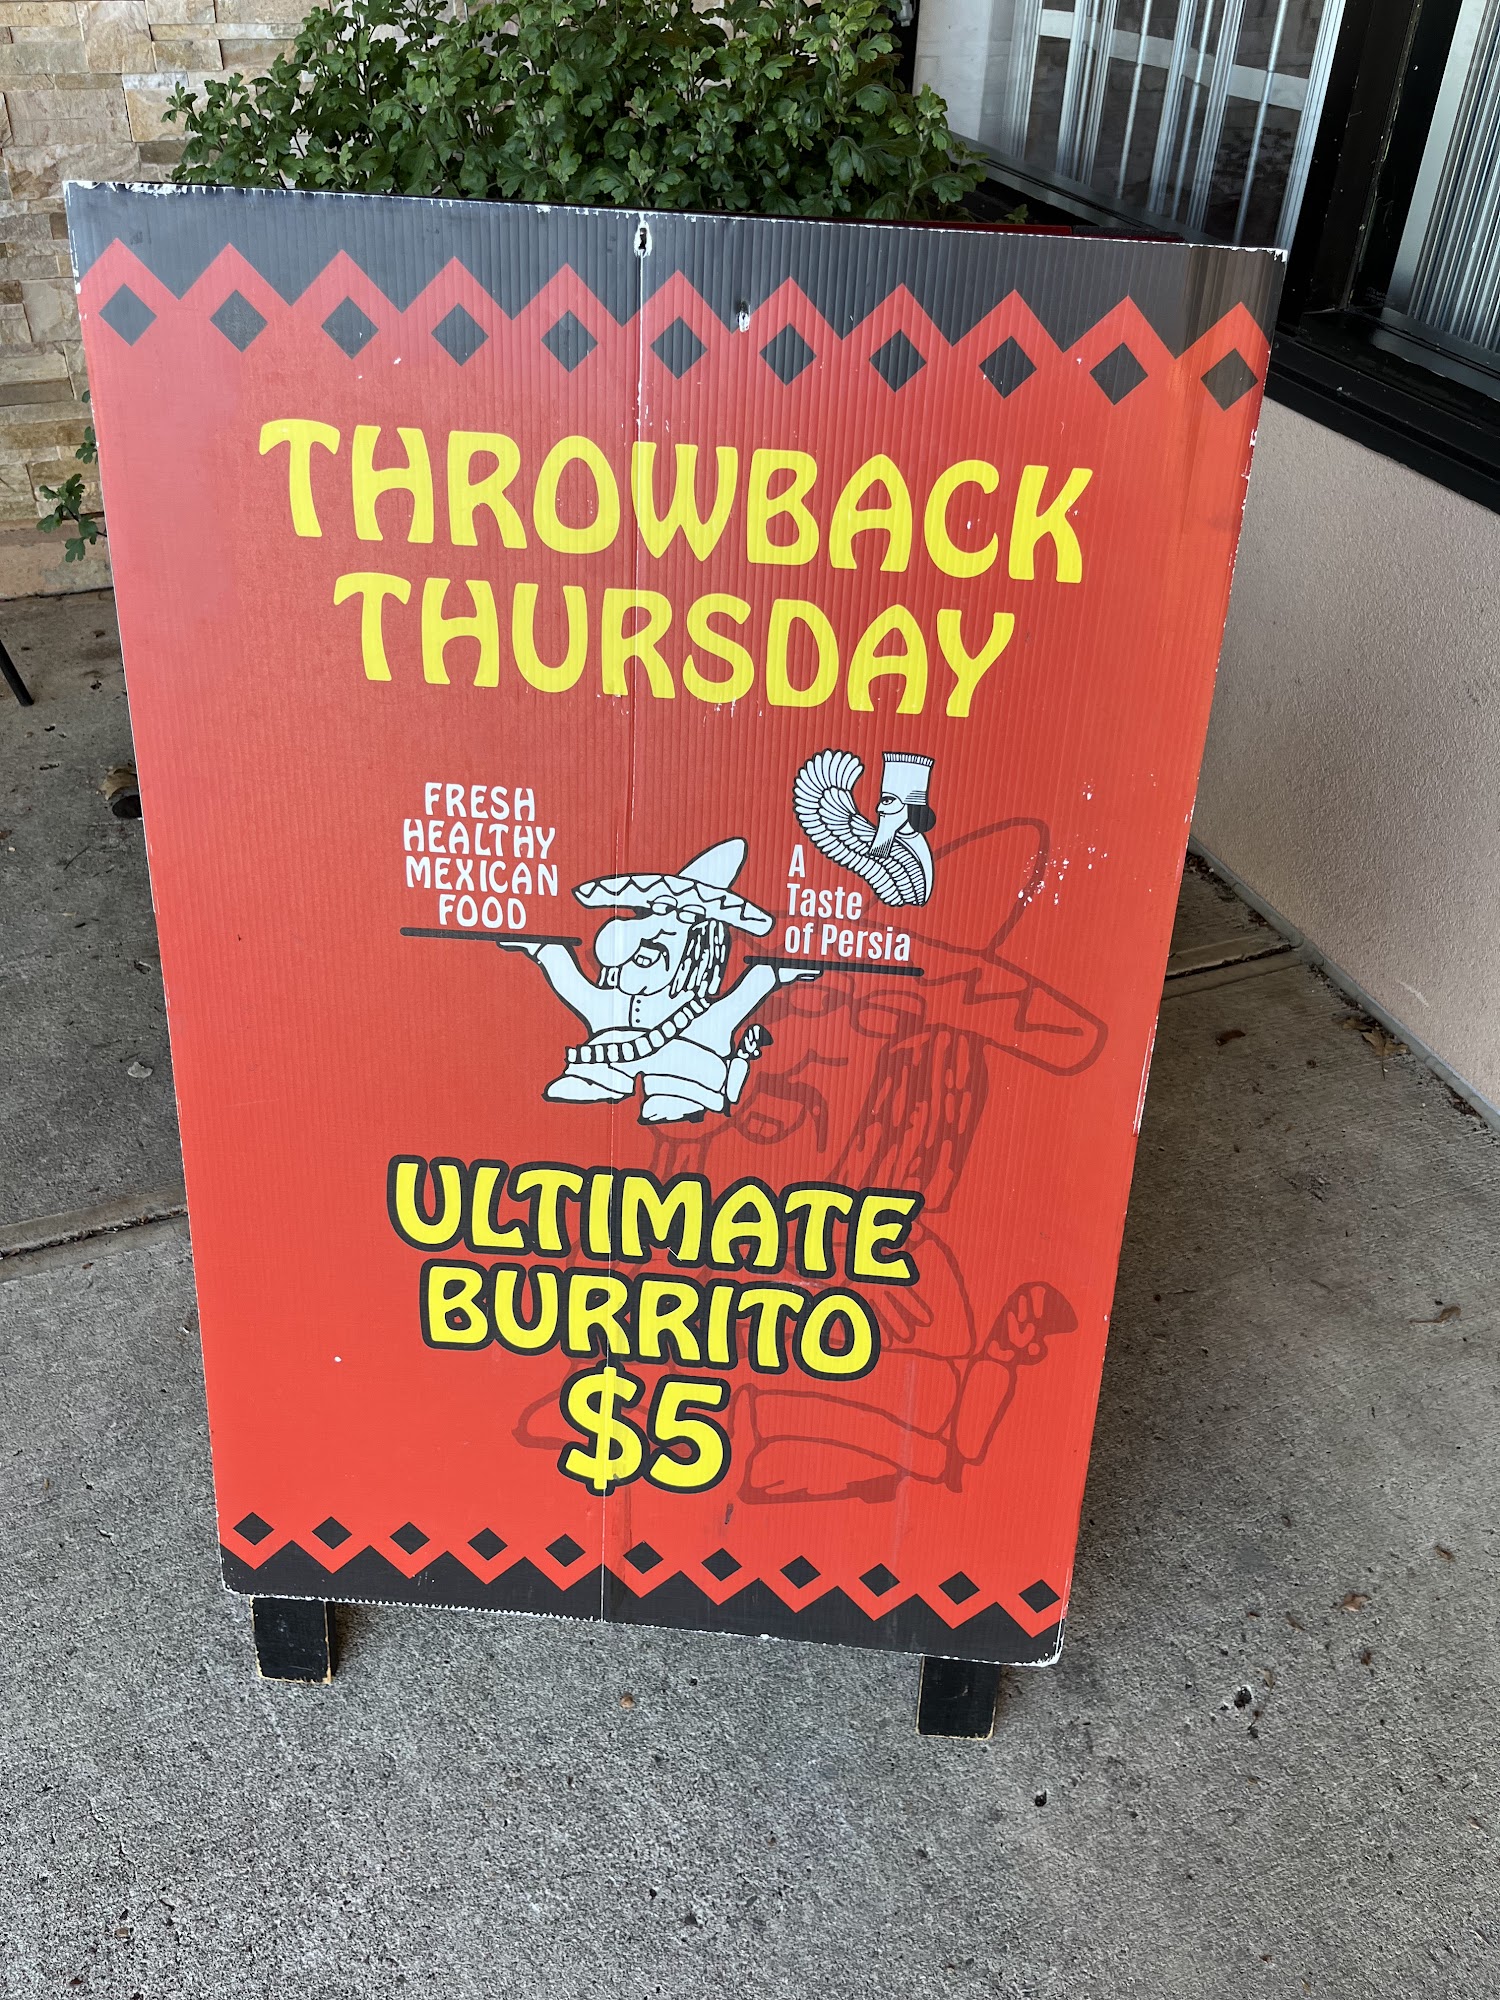 THROWBACK
THURSDAY
FRESH
HEALTHY
MEXICAN
FOOD
A
Taste
of Persia
ULTIMATE
BURRITO
$5